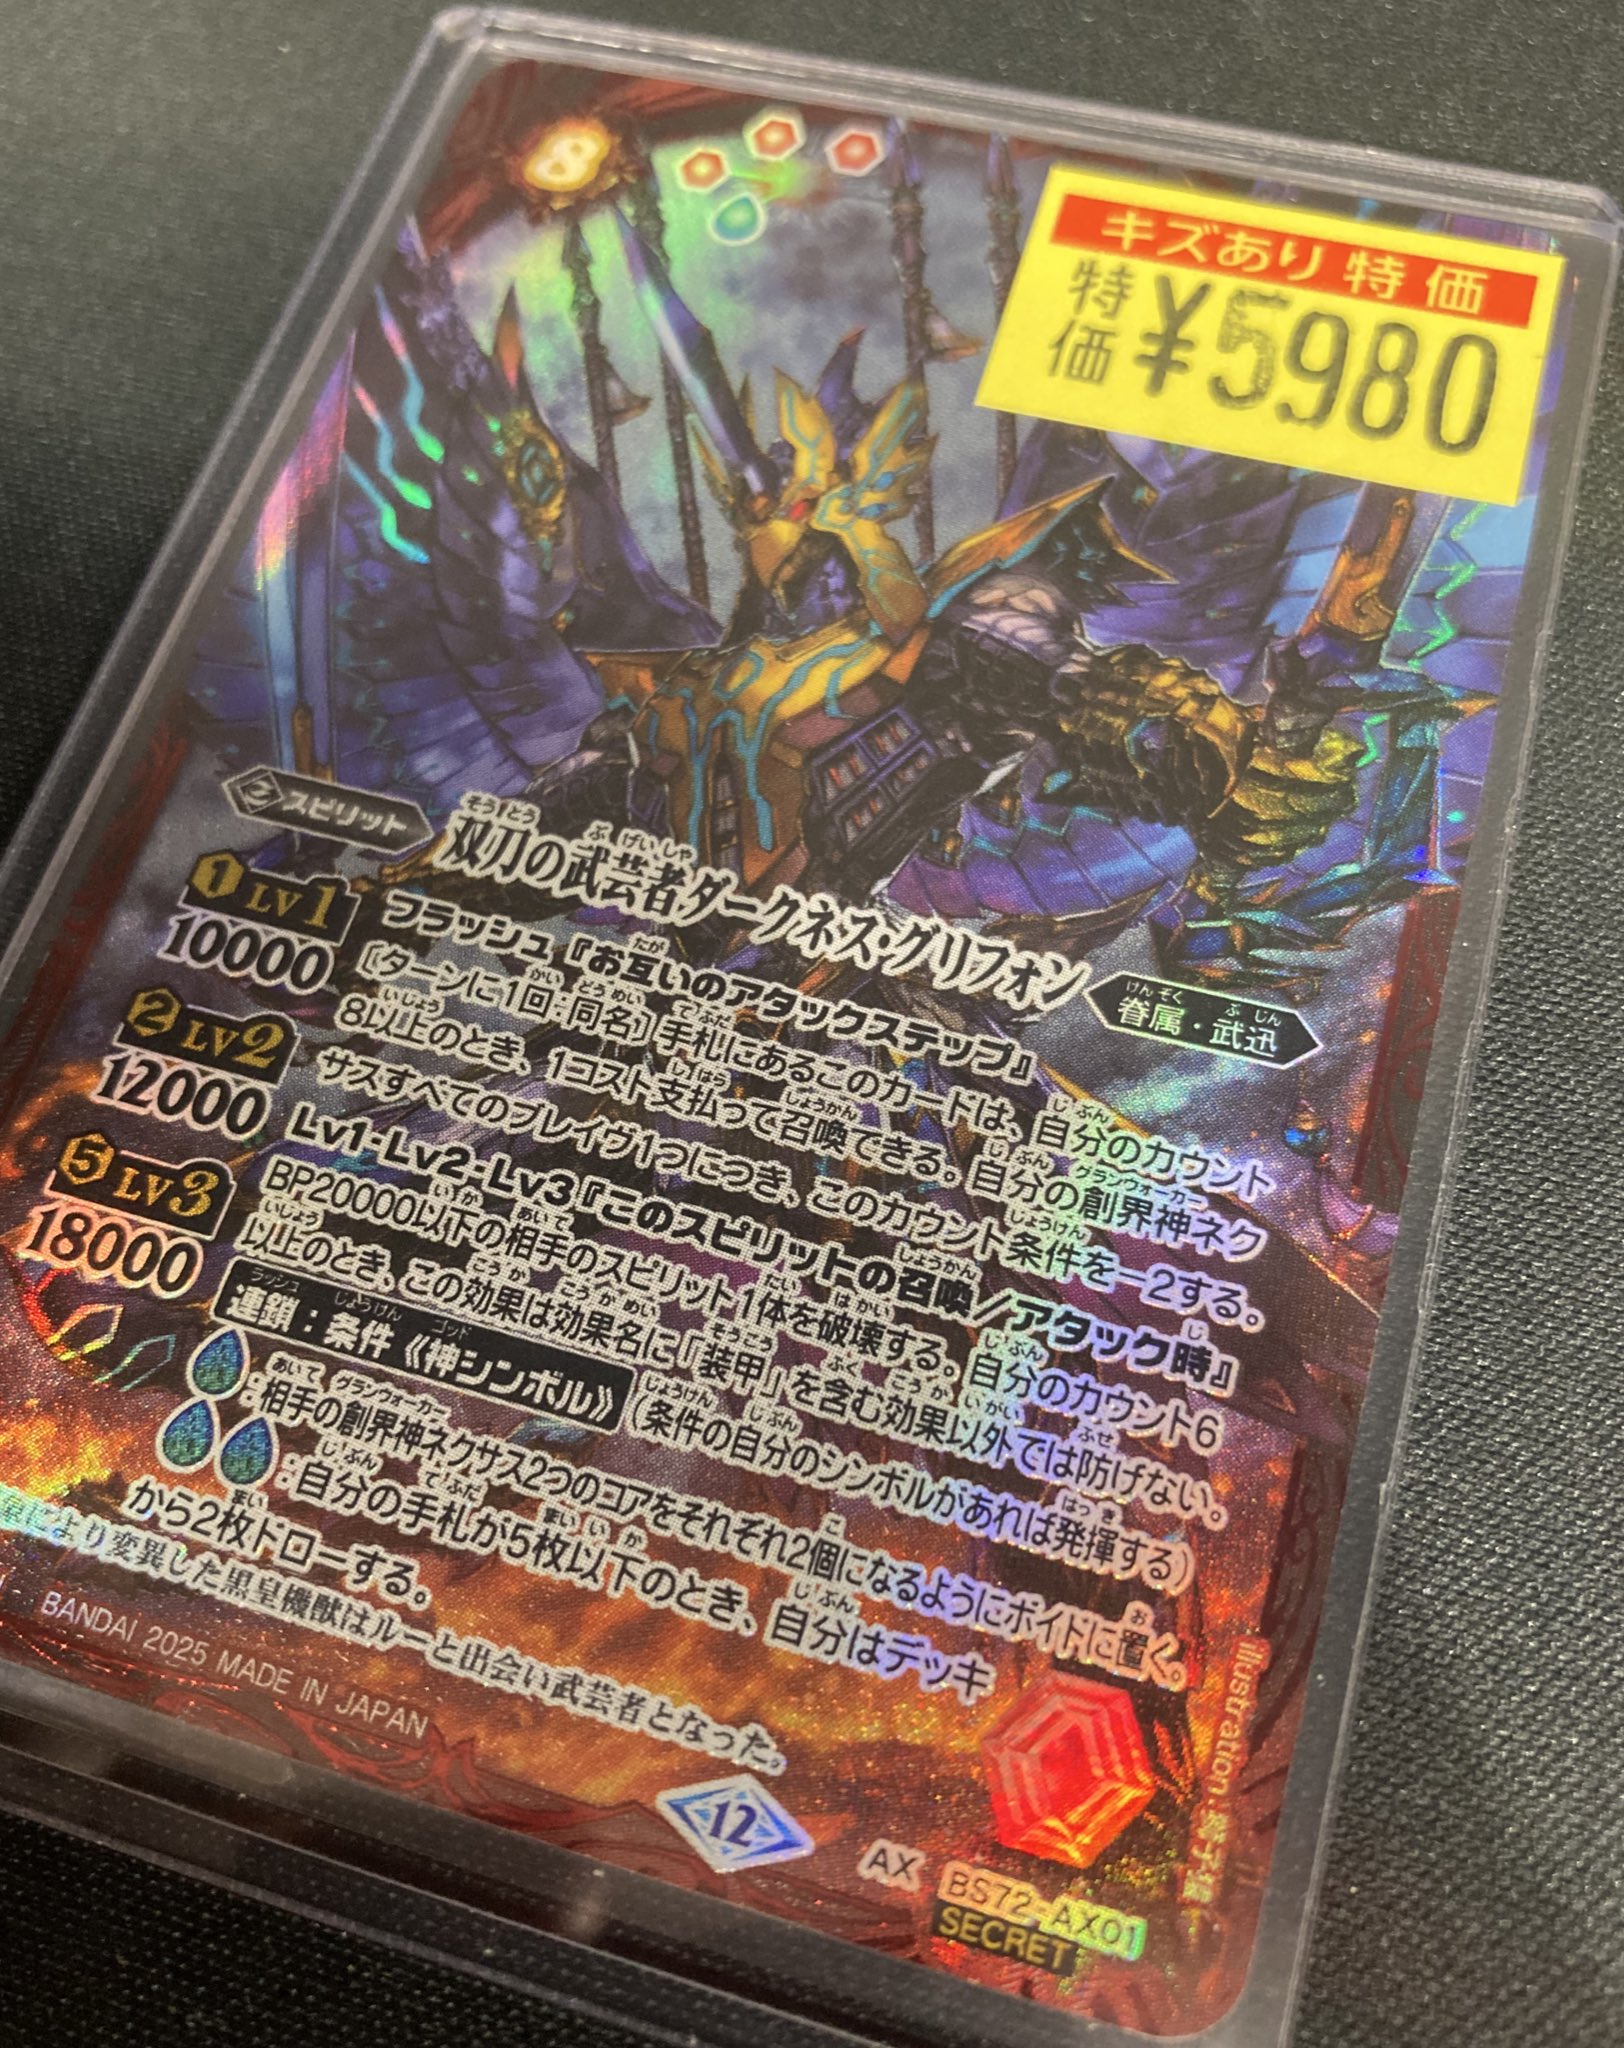 8
キズあり特価
特価 ¥5980
スピリット
双刀の武芸者ダークネス・グリフォン
眷属・武迅
1 LV1
10000
2 LV2
12000
5 LV3
18000
フラッシュ『お互いのアタックステップ』
〔ターンに1回:同名〕手札にあるこのカードは、自分のカウント
8以上のとき、1コスト支払って召喚できる。自分の創界神ネク
サスすべてのブレイヴ1つにつき、このカウント条件を-2する。
Lv1・Lv2・Lv3『このスピリットの召喚/アタック時』
BP20000以下の相手のスピリット1体を破壊する。自分のカウント6
以上のとき、この効果は効果名に「装甲」を含む効果以外では防げない。
連鎖:条件《神シンボル》(条件の自分のシンボルがあれば発揮する)
:相手の創界神ネクサス2つのコアをそれぞれ2個になるようにボイドに置く。
:自分の手札が5枚以下のとき、自分はデッキ
から2枚ドローする。
により変異した黒皇機獣はルーと出会い武芸者となった。
BANDAI 2025 MADE IN JAPAN
12
AX BS72-AX01
SECRET
illustration: